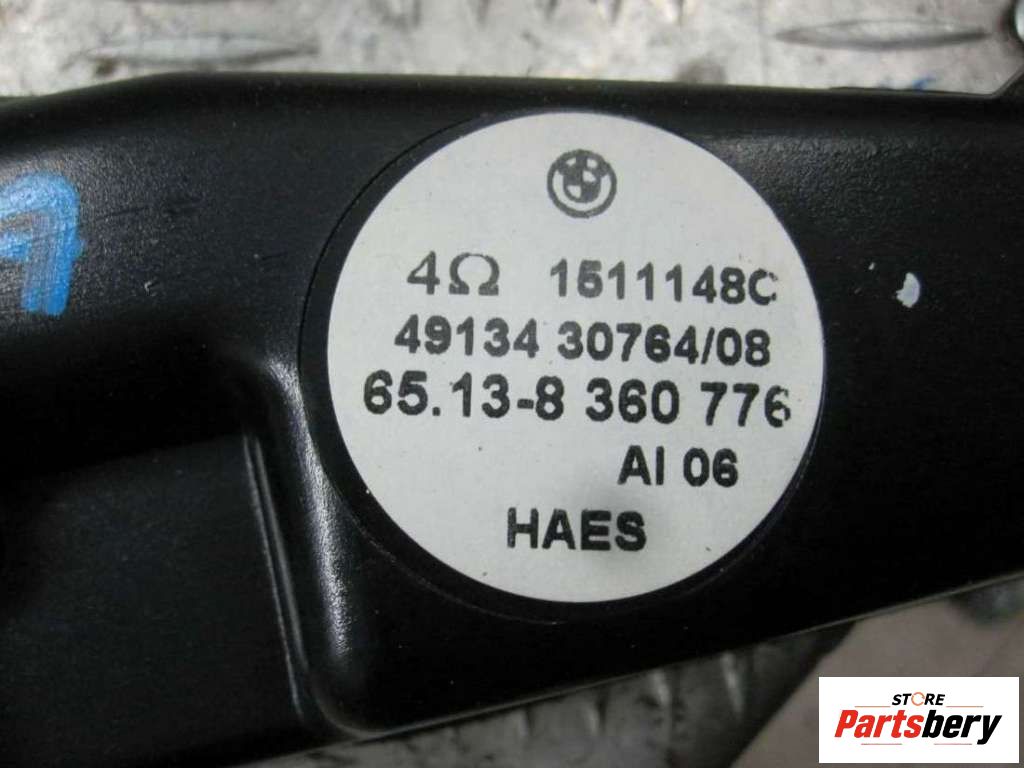 4Ω 1511148C
49134 30764/08
65.13-8 360 776
AI 06
HAES
STORE
Partsbery